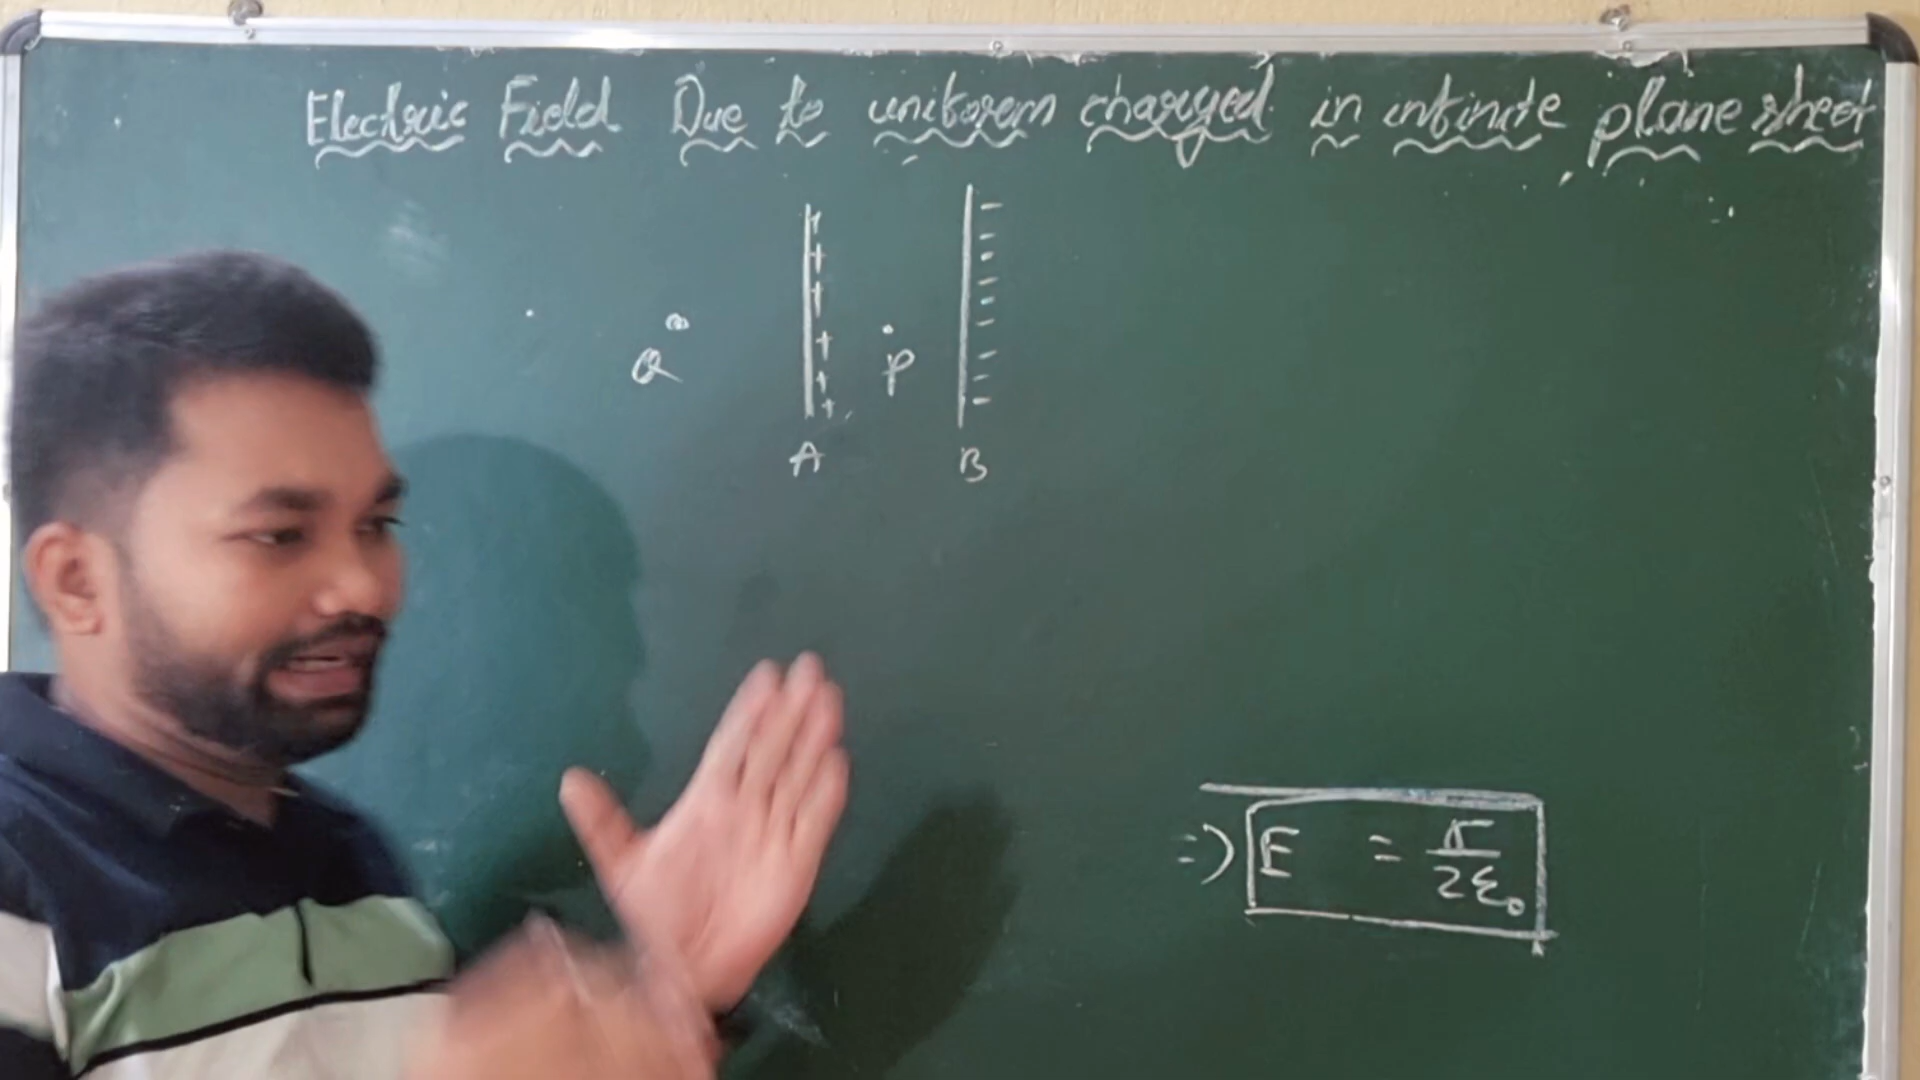 Electric Field Due to uniform charged in infinite plane sheet
Q
P
A
B
=> E = σ/2ε₀